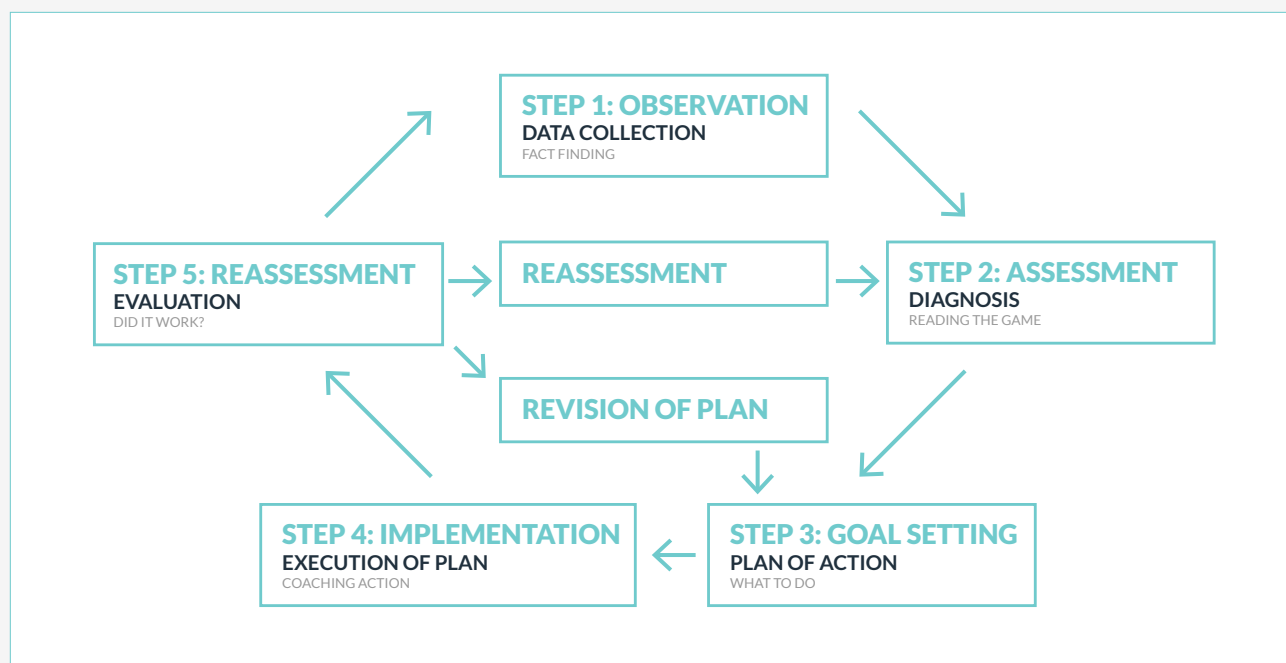 STEP 1: OBSERVATION
DATA COLLECTION
FACT FINDING
STEP 5: REASSESSMENT
EVALUATION
DID IT WORK?
REASSESSMENT
STEP 2: ASSESSMENT
DIAGNOSIS
READING THE GAME
REVISION OF PLAN
STEP 4: IMPLEMENTATION
EXECUTION OF PLAN
COACHING ACTION
STEP 3: GOAL SETTING
PLAN OF ACTION
WHAT TO DO